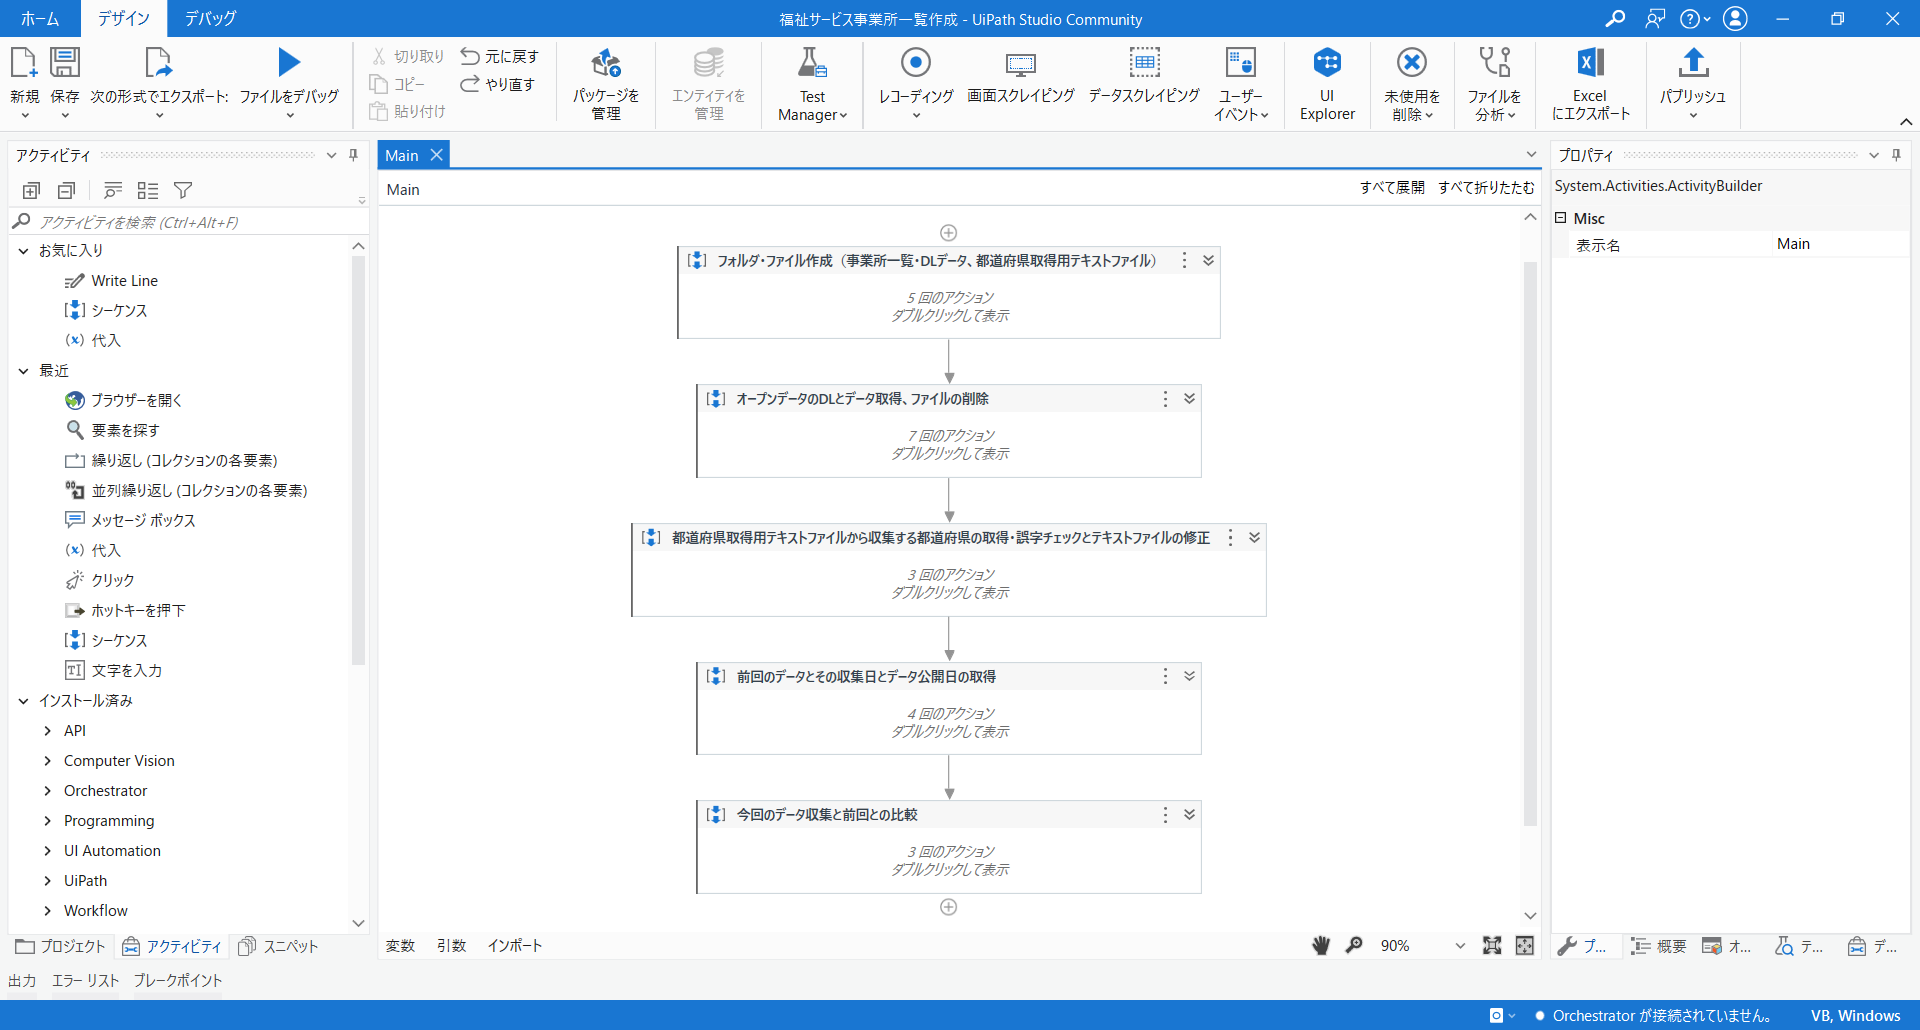 ホーム デザイン デバッグ 福祉サービス事業所一覧作成 - UiPath Studio Community
新規 保存 次の形式でエクスポート: ファイルをデバッグ
切り取り 元に戻す
コピー やり直す
貼り付け
パッケージを
管理
エンティティを
管理
Test
Manager
レコーディング 画面スクレイピング データスクレイピング
ユーザー
イベント
UI
Explorer
未使用を
削除
ファイルを
分析
Excel
にエクスポート
パブリッシュ
アクティビティ
アクティビティを検索 (Ctrl+Alt+F)
お気に入り
Write Line
シーケンス
代入
最近
ブラウザーを開く
要素を探す
繰り返し (コレクションの各要素)
並列繰り返し (コレクションの各要素)
メッセージ ボックス
代入
クリック
ホットキーを押下
シーケンス
文字を入力
インストール済み
API
Computer Vision
Orchestrator
Programming
UI Automation
UiPath
Workflow
プロジェクト アクティビティ スニペット
Main
Main すべて展開 すべて折りたたむ
フォルダ・ファイル作成（事業所一覧・DLデータ、都道府県取得用テキストファイル）
5 回のアクション
ダブルクリックして表示
オープンデータのDLとデータ取得、ファイルの削除
7 回のアクション
ダブルクリックして表示
都道府県取得用テキストファイルから収集する都道府県の取得・誤字チェックとテキストファイルの修正
3 回のアクション
ダブルクリックして表示
前回のデータとその収集日とデータ公開日の取得
4 回のアクション
ダブルクリックして表示
今回のデータ収集と前回との比較
3 回のアクション
ダブルクリックして表示
変数 引数 インポート 90%
プロパティ
System.Activities.ActivityBuilder
Misc
表示名 Main
プ... 概要 オ... テ... デ...
出力 エラー リスト ブレークポイント
Orchestrator が接続されていません。 VB, Windows